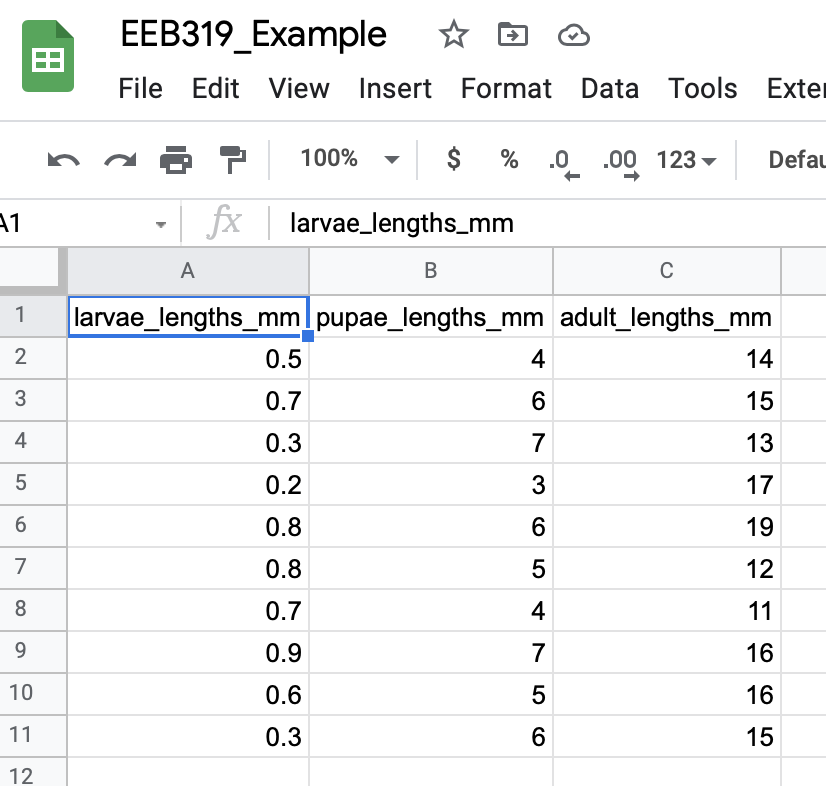 EEB319_Example
File Edit View Insert Format Data Tools Exter
100% $ % .0 .00 123 Defau
A1 fx larvae_lengths_mm
A B C
1 larvae_lengths_mm pupae_lengths_mm adult_lengths_mm
2 0.5 4 14
3 0.7 6 15
4 0.3 7 13
5 0.2 3 17
6 0.8 6 19
7 0.8 5 12
8 0.7 4 11
9 0.9 7 16
10 0.6 5 16
11 0.3 6 15
12